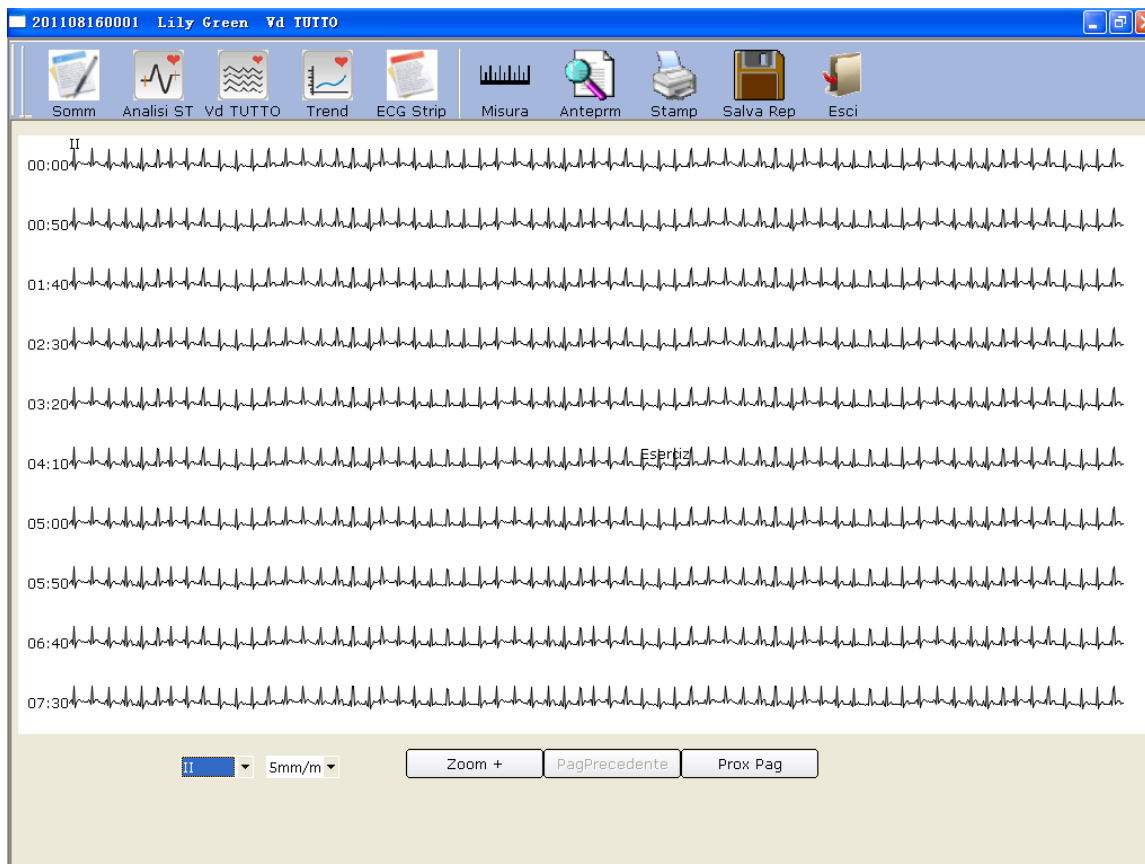 201108160001 Lily Green Vd TUTTO
Somm Analisi ST Vd TUTTO Trend ECG Strip Misura Anteprm Stamp Salva Rep Esci
II
00:00
00:50
01:40
02:30
03:20
04:10 Eserciz
05:00
05:50
06:40
07:30
II 5mm/m Zoom + PagPrecedente Prox Pag